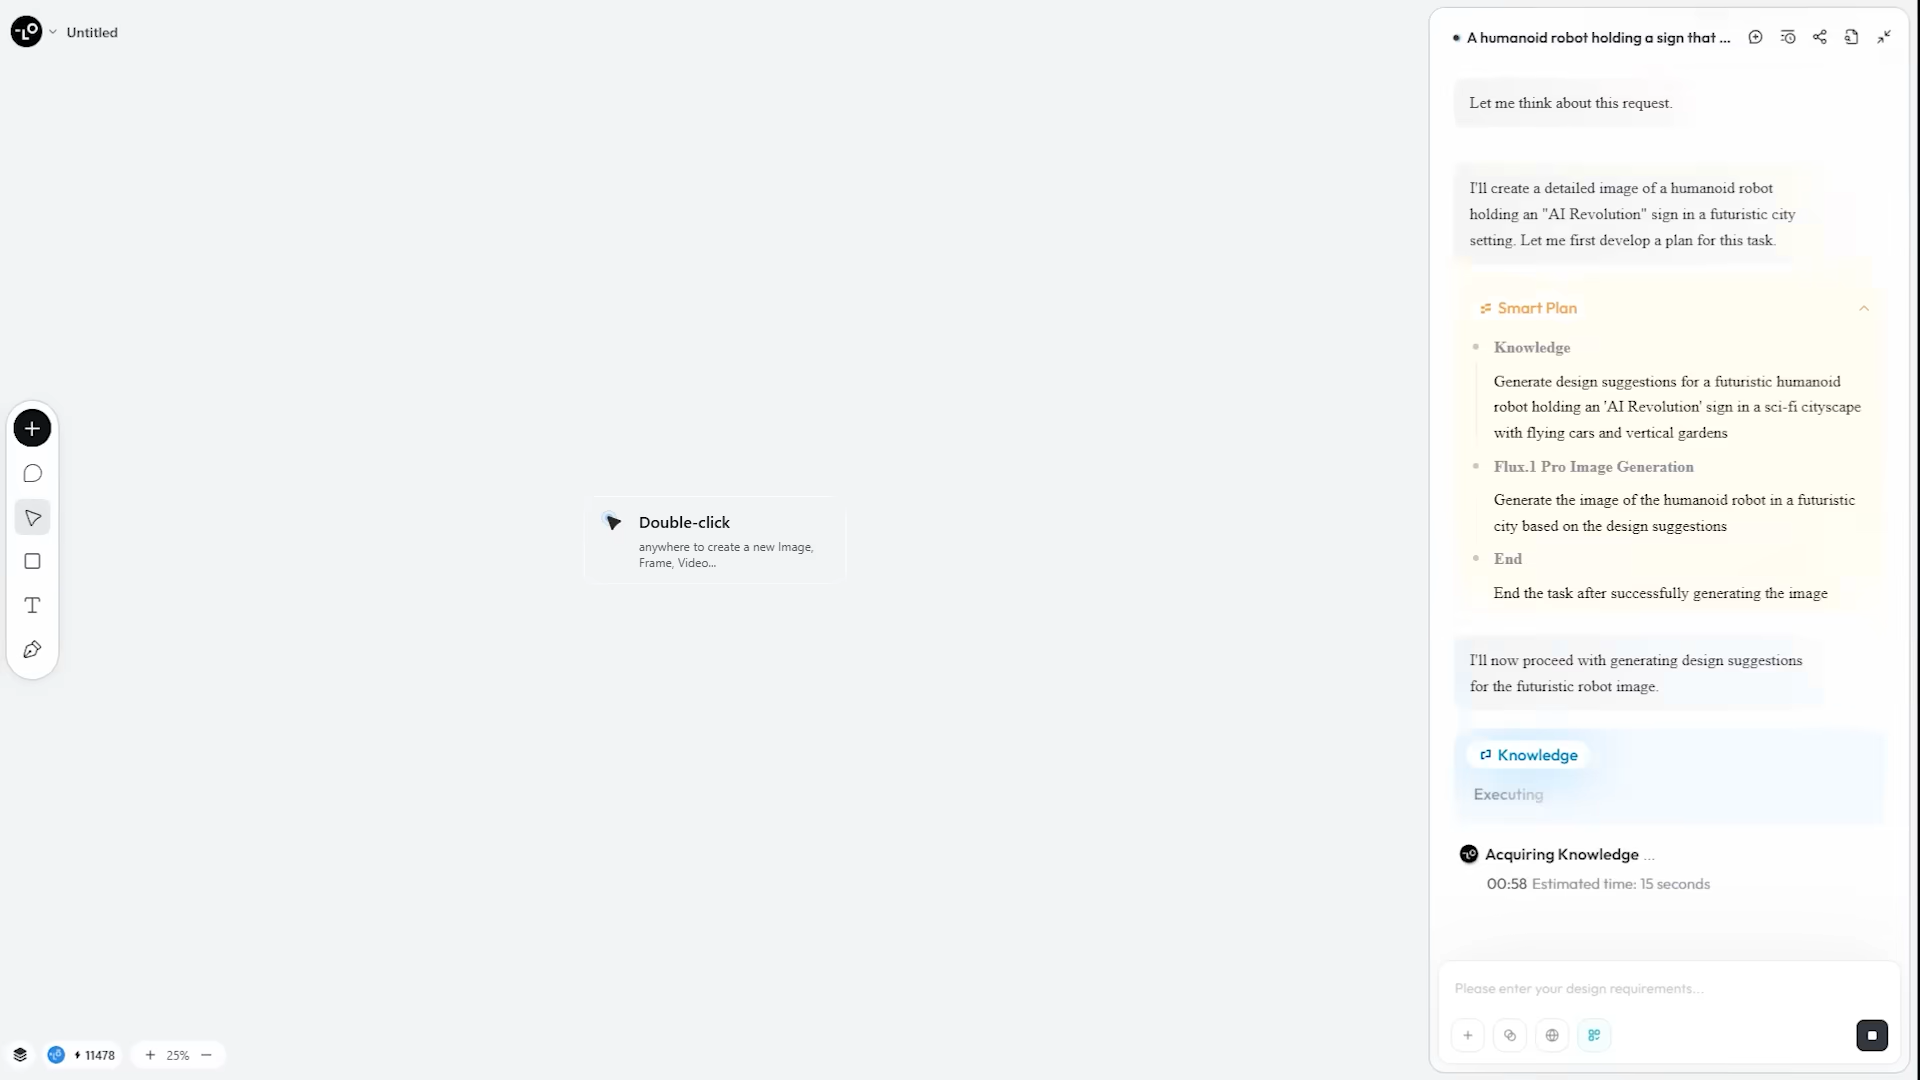 Untitled
A humanoid robot holding a sign that ...
Let me think about this request.
I'll create a detailed image of a humanoid robot
holding an "AI Revolution" sign in a futuristic city
setting. Let me first develop a plan for this task.
Smart Plan
Knowledge
Generate design suggestions for a futuristic humanoid
robot holding an 'AI Revolution' sign in a sci-fi cityscape
with flying cars and vertical gardens
Flux.1 Pro Image Generation
Generate the image of the humanoid robot in a futuristic
city based on the design suggestions
End
End the task after successfully generating the image
I'll now proceed with generating design suggestions
for the futuristic robot image.
Knowledge
Executing
Acquiring Knowledge ...
00:58 Estimated time: 15 seconds
Please enter your design requirements...
Double-click
anywhere to create a new Image,
Frame, Video...
11478
25%